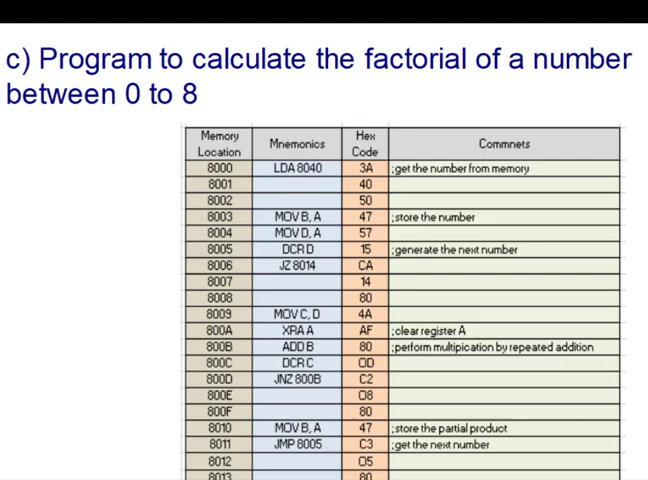 c) Program to calculate the factorial of a number
between 0 to 8
Memory Location Mnemonics Hex Code Commnets
8000 LDA 8040 3A ;get the number from memory
8001 40
8002 50
8003 MOV B, A 47 ;store the number
8004 MOV D, A 57
8005 DCR D 15 ;generate the next number
8006 JZ 8014 CA
8007 14
8008 80
8009 MOV C, D 4A
800A XRA A AF ;clear register A
800B ADD B 80 ;perform multipication by repeated addition
800C DCR C 0D
800D JNZ 800B C2
800E 08
800F 80
8010 MOV B, A 47 ;store the partial product
8011 JMP 8005 C3 ;get the next number
8012 05
8013 80